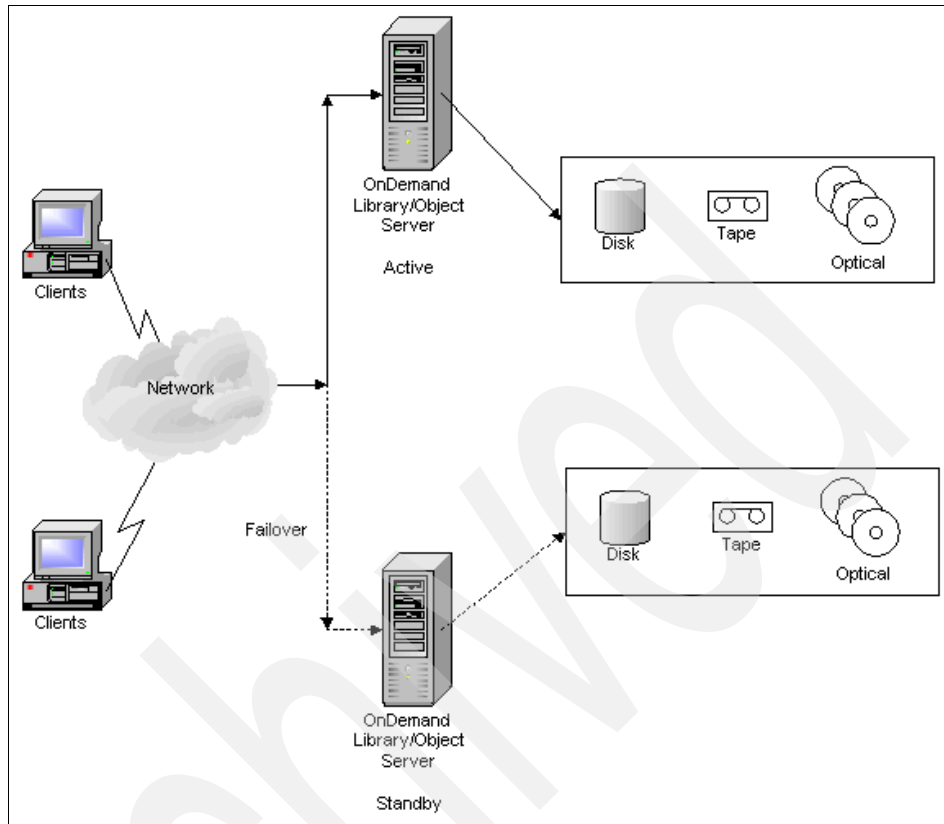 OnDemand
Library/Object
Server
Active
Disk
Tape
Optical
Clients
Network
Failover
Clients
Disk
Tape
Optical
OnDemand
Library/Object
Server
Standby
hived